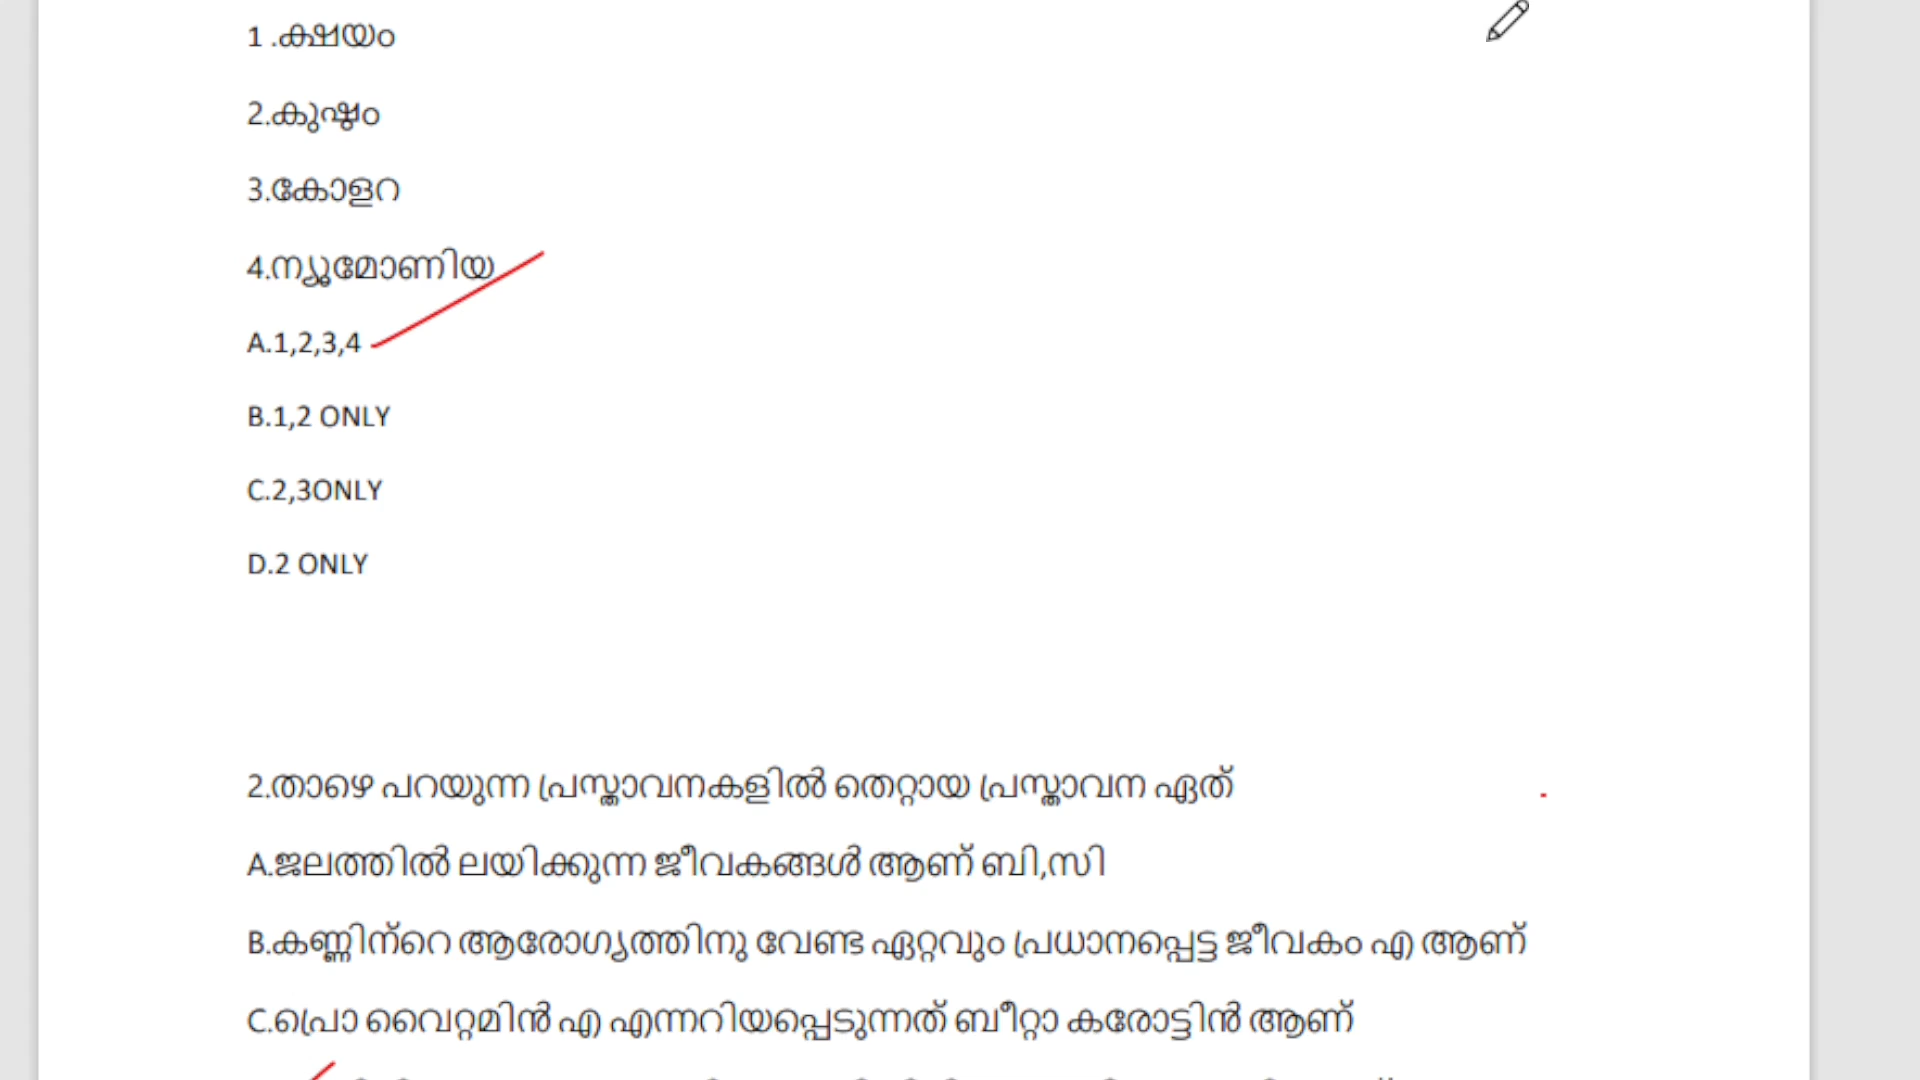 1 .ക്ഷയം
2.കുഷ്ഠം
3.കോളറ
4.ന്യൂമോണിയ
A.1,2,3,4
B.1,2 ONLY
C.2,3ONLY
D.2 ONLY
2.താഴെ പറയുന്ന പ്രസ്താവനകളിൽ തെറ്റായ പ്രസ്താവന ഏത്
A.ജലത്തിൽ ലയിക്കുന്ന ജീവകങ്ങൾ ആണ് ബി,സി
B.കണ്ണിന്റെ ആരോഗ്യത്തിനു വേണ്ട ഏറ്റവും പ്രധാനപ്പെട്ട ജീവകം എ ആണ്
C.പ്രൊ വൈറ്റമിൻ എ എന്നറിയപ്പെടുന്നത് ബീറ്റാ കരോട്ടിൻ ആണ്